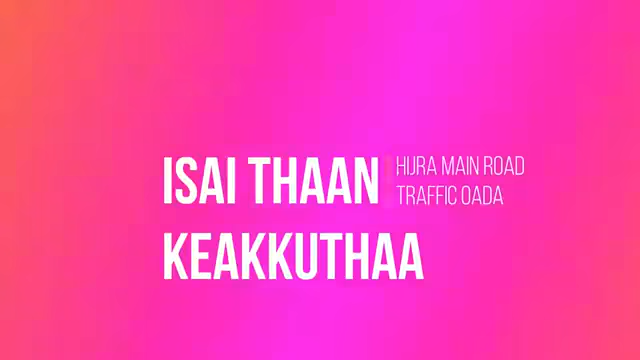 ISAI THAAN
KEAKKUTHAA
HIJRA MAIN ROAD
TRAFFIC OADA